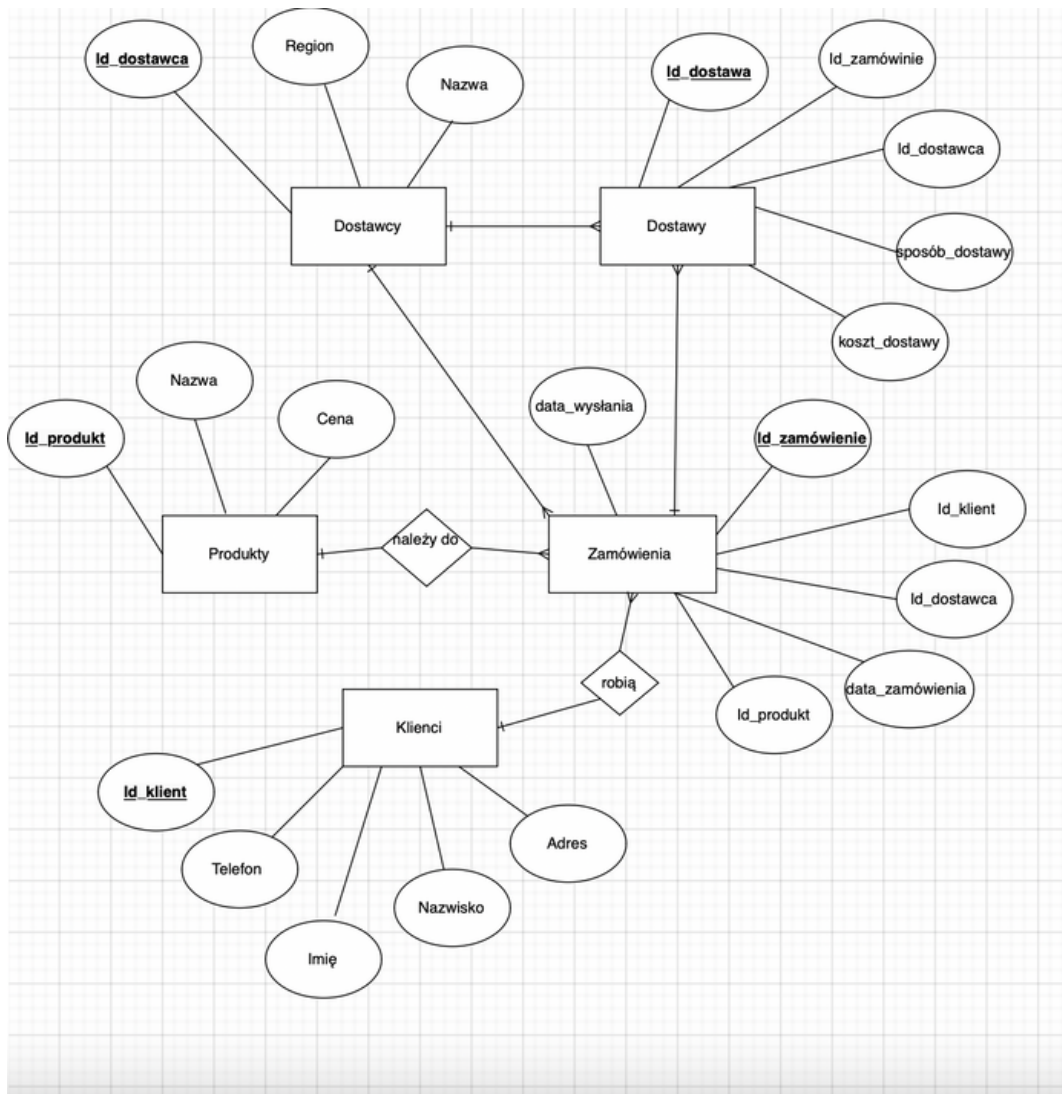 Id_dostawca
Region
Nazwa
Id_dostawa
Id_zamówinie
Id_dostawca
sposób_dostawy
koszt_dostawy
Dostawcy
Dostawy
Nazwa
Id_produkt
Cena
data_wysłania
Id_zamówienie
Id_klient
Id_dostawca
data_zamówienia
Id_produkt
Produkty
należy do
Zamówienia
robią
Klienci
Id_klient
Telefon
Imię
Nazwisko
Adres